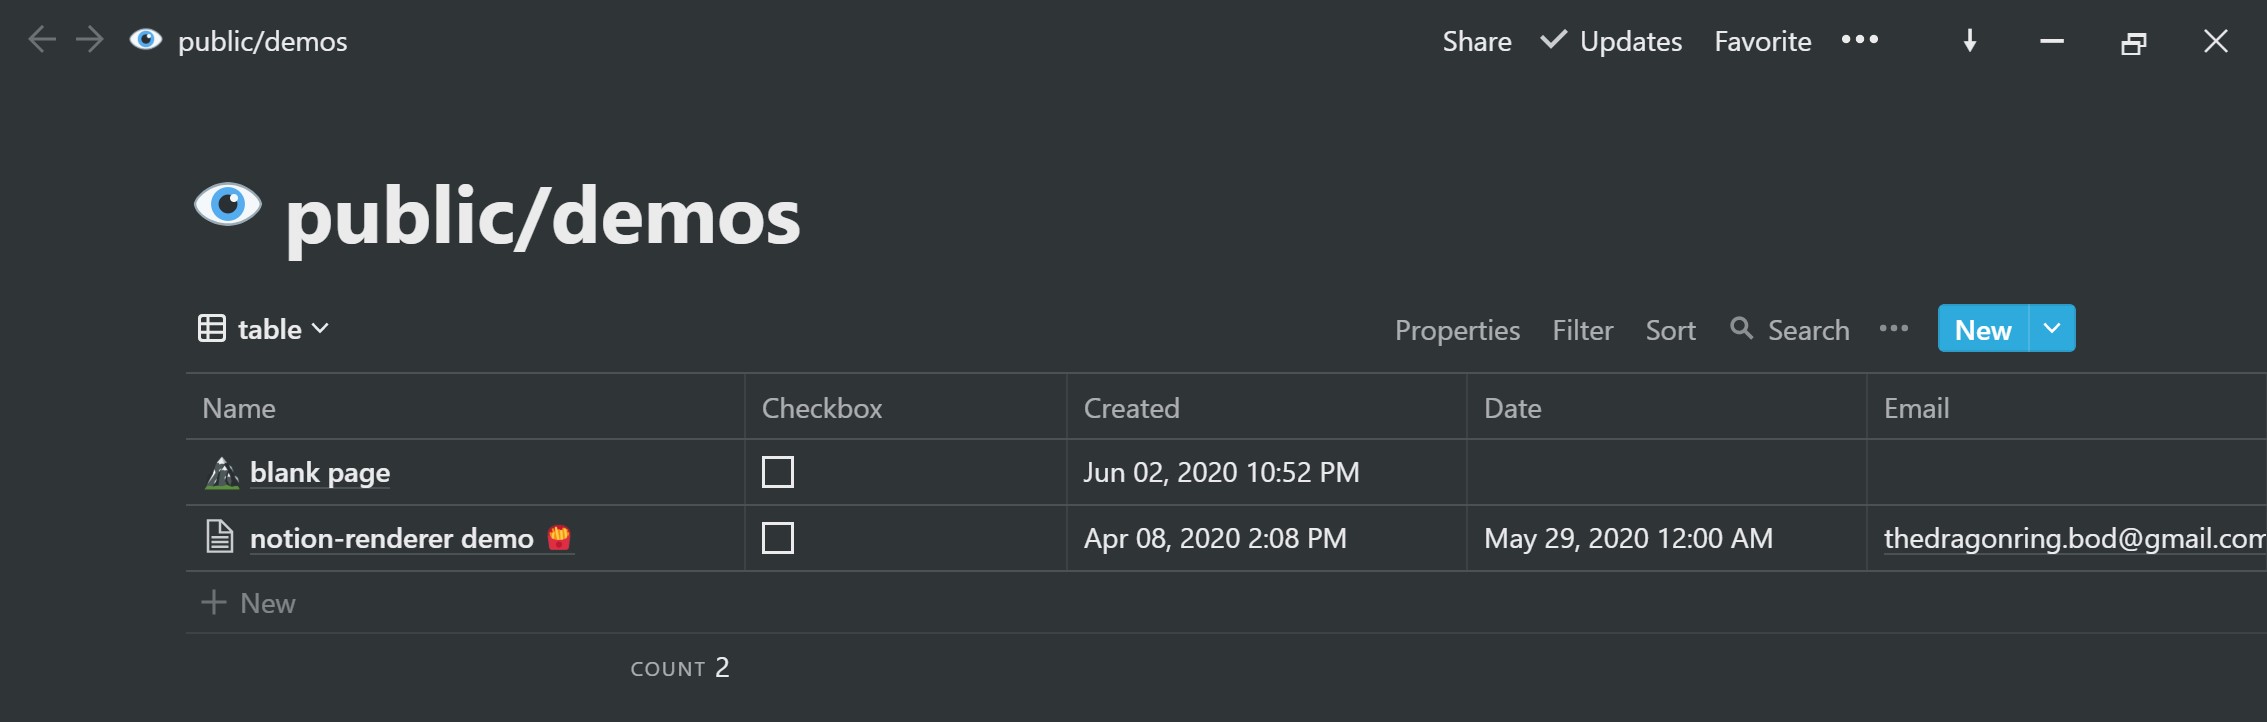 public/demos
Share Updates Favorite
public/demos
table
Properties Filter Sort Search New
Name Checkbox Created Date Email
blank page Jun 02, 2020 10:52 PM
notion-renderer demo Apr 08, 2020 2:08 PM May 29, 2020 12:00 AM thedragonring.bod@gmail.com
New
COUNT 2